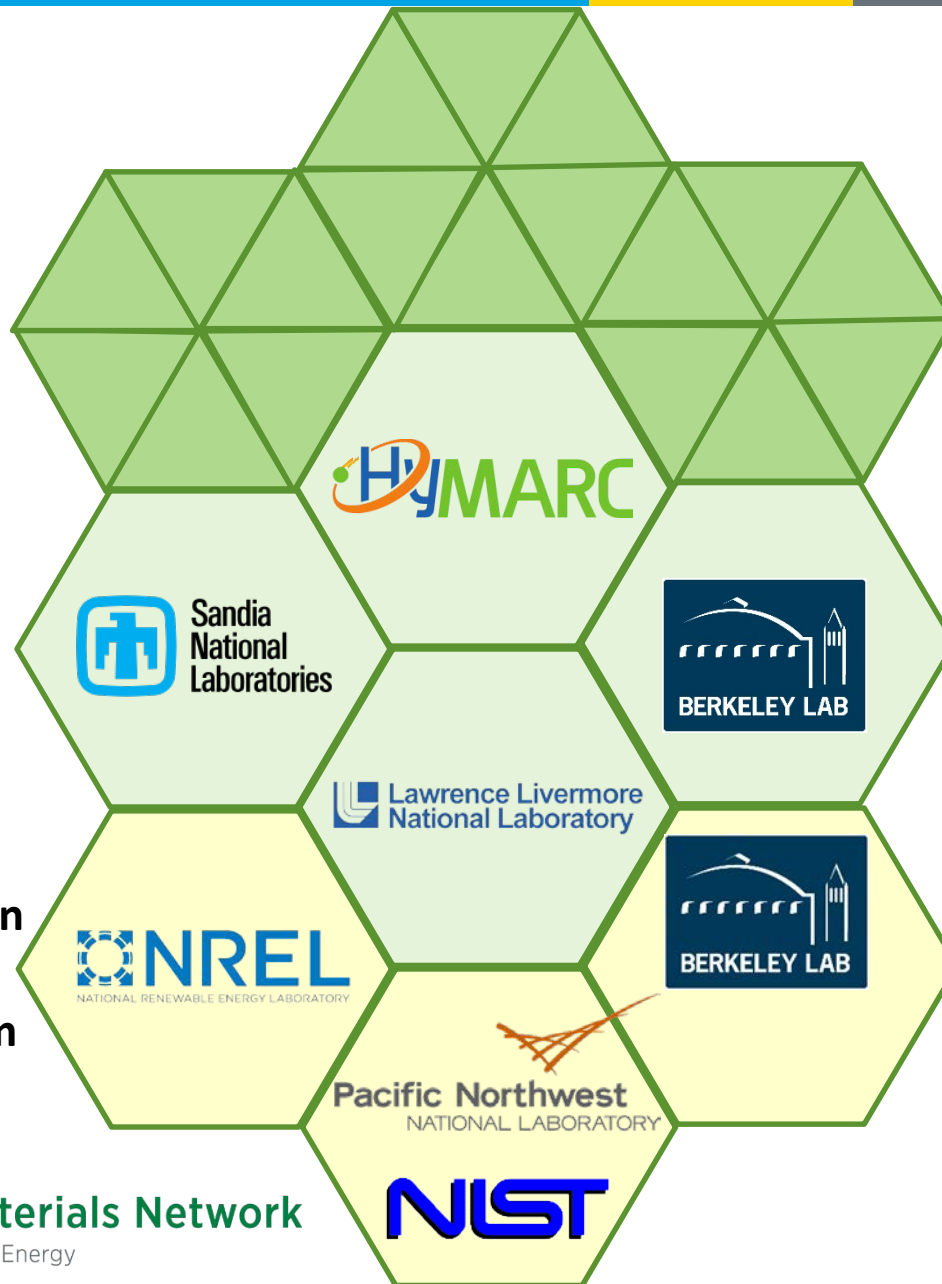 HyMARC
Sandia
National
Laboratories
BERKELEY LAB
Lawrence Livermore
National Laboratory
n
NREL
NATIONAL RENEWABLE ENERGY LABORATORY
BERKELEY LAB
m
Pacific Northwest
NATIONAL LABORATORY
NIST
terials Network
Energy